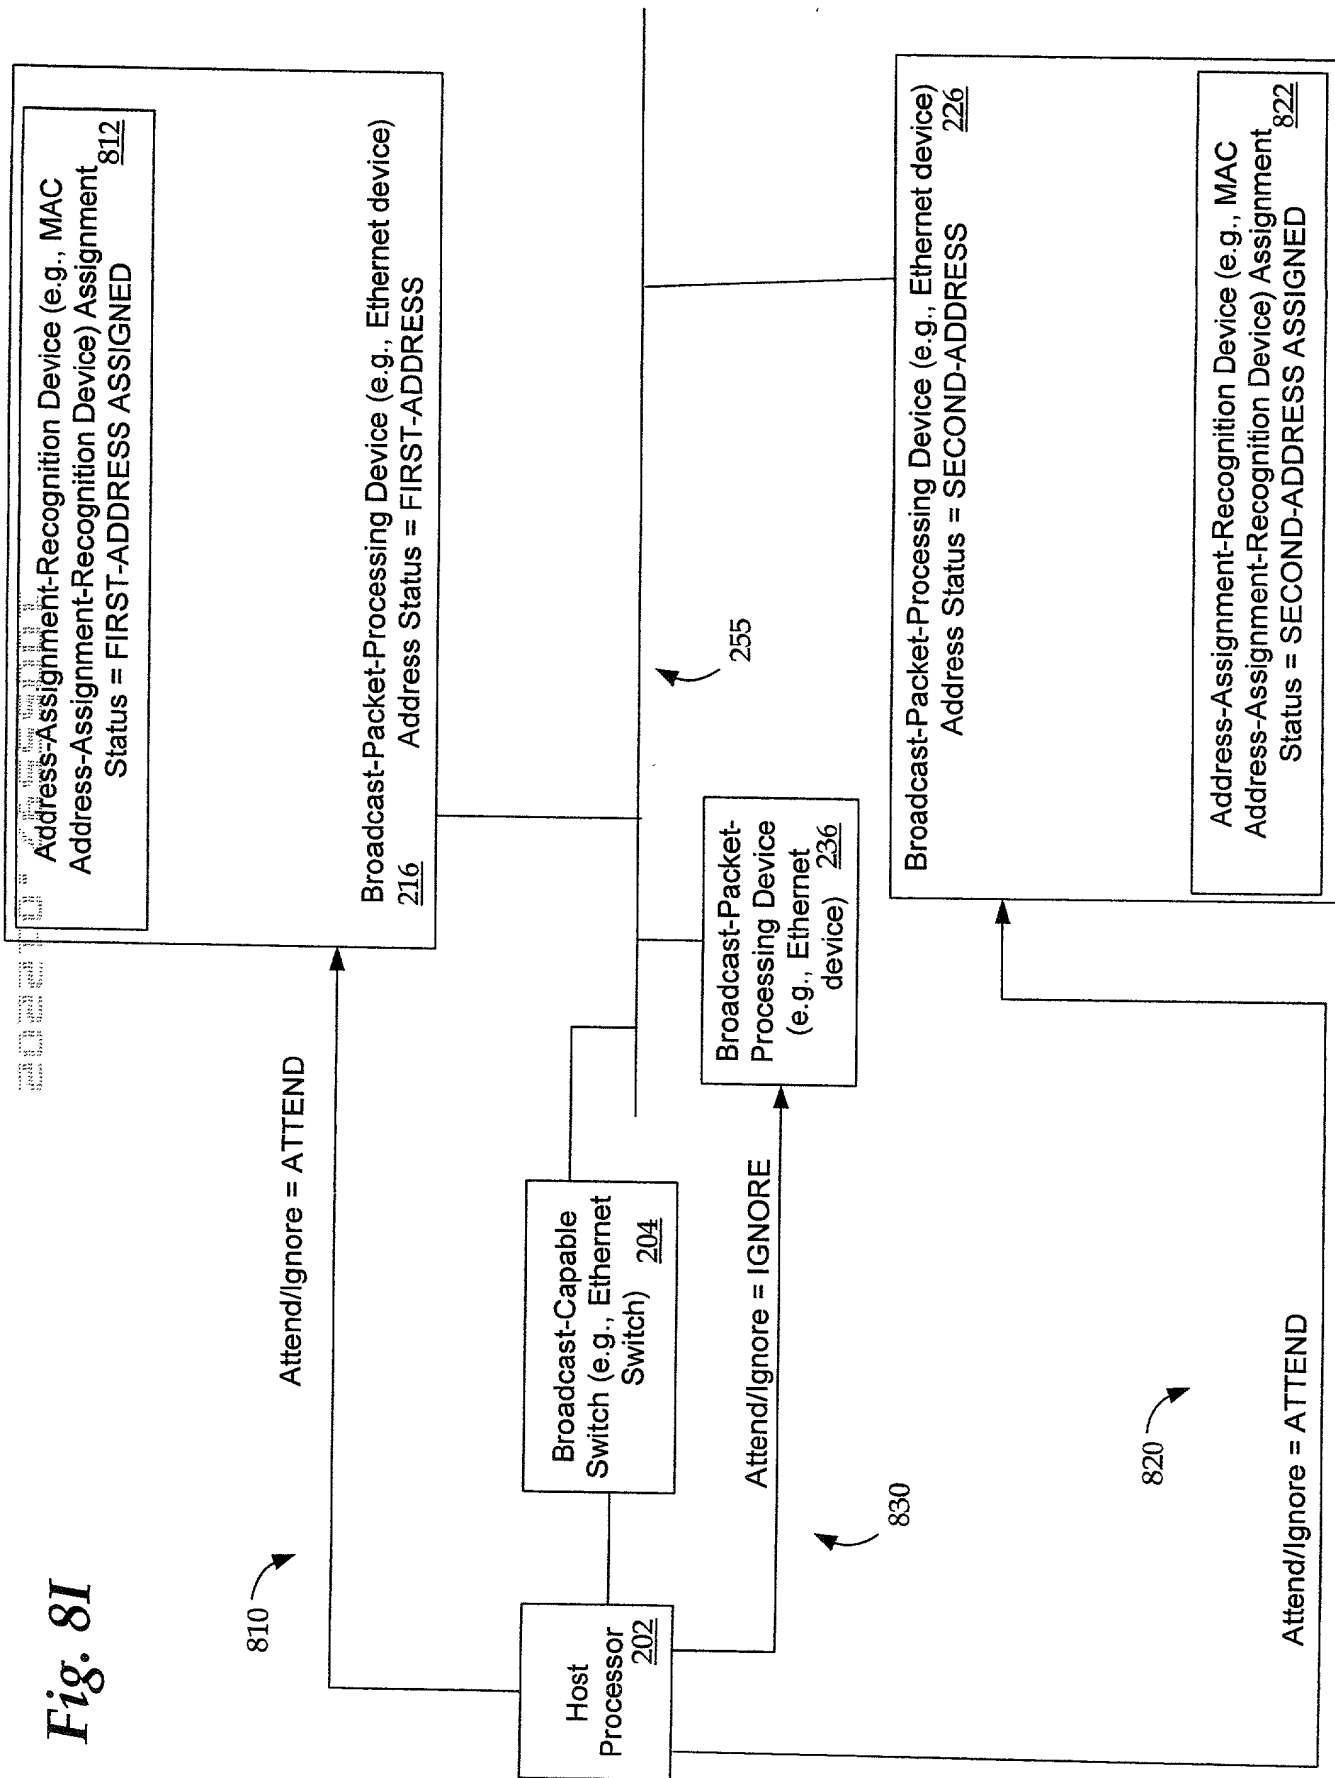 Fig. 8I
Address-Assignment-Recognition Device (e.g., MAC
Address-Assignment-Recognition Device) Assignment
Status = FIRST-ADDRESS ASSIGNED
812
Broadcast-Packet-Processing Device (e.g., Ethernet device)
216
Address Status = FIRST-ADDRESS
810
Attend/Ignore = ATTEND
Host
Processor
202
Broadcast-Capable
Switch (e.g., Ethernet
Switch)
204
255
Broadcast-Packet-
Processing Device
(e.g., Ethernet
device)
236
Attend/Ignore = IGNORE
830
Broadcast-Packet-Processing Device (e.g., Ethernet device)
Address Status = SECOND-ADDRESS
226
Address-Assignment-Recognition Device (e.g., MAC
Address-Assignment-Recognition Device) Assignment
Status = SECOND-ADDRESS ASSIGNED
822
820
Attend/Ignore = ATTEND